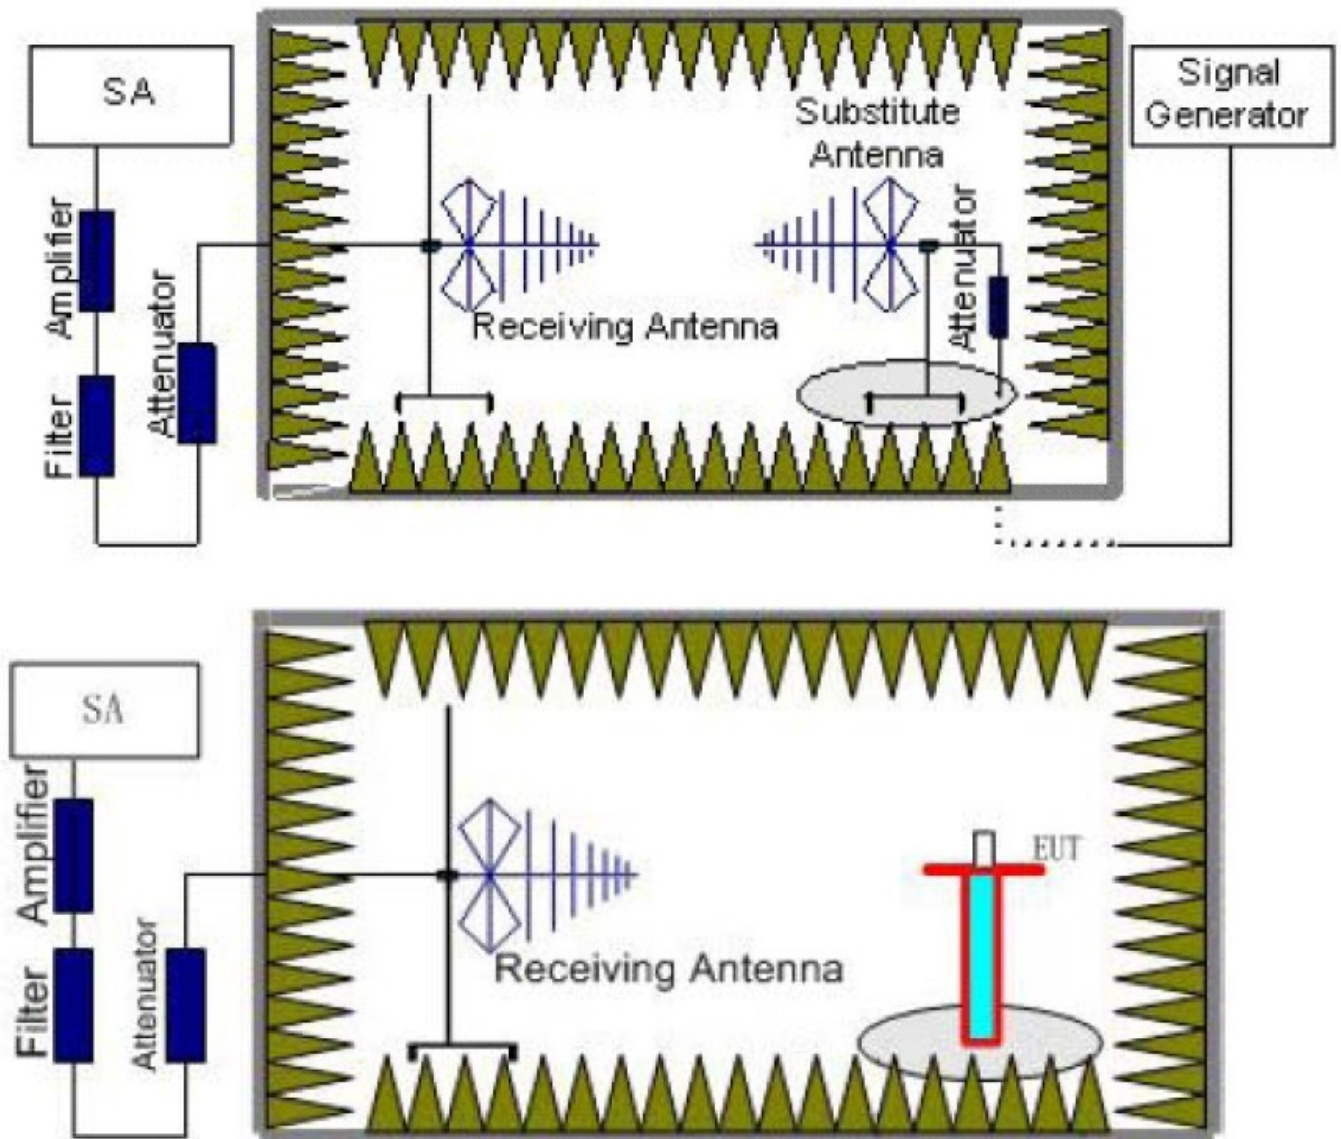 SA
Signal
Generator
Substitute
Antenna
Amplifier
Attenuator
Attenuator
Receiving Antenna
Filter
SA
Amplifier
EUT
Receiving Antenna
Filter
Attenuator